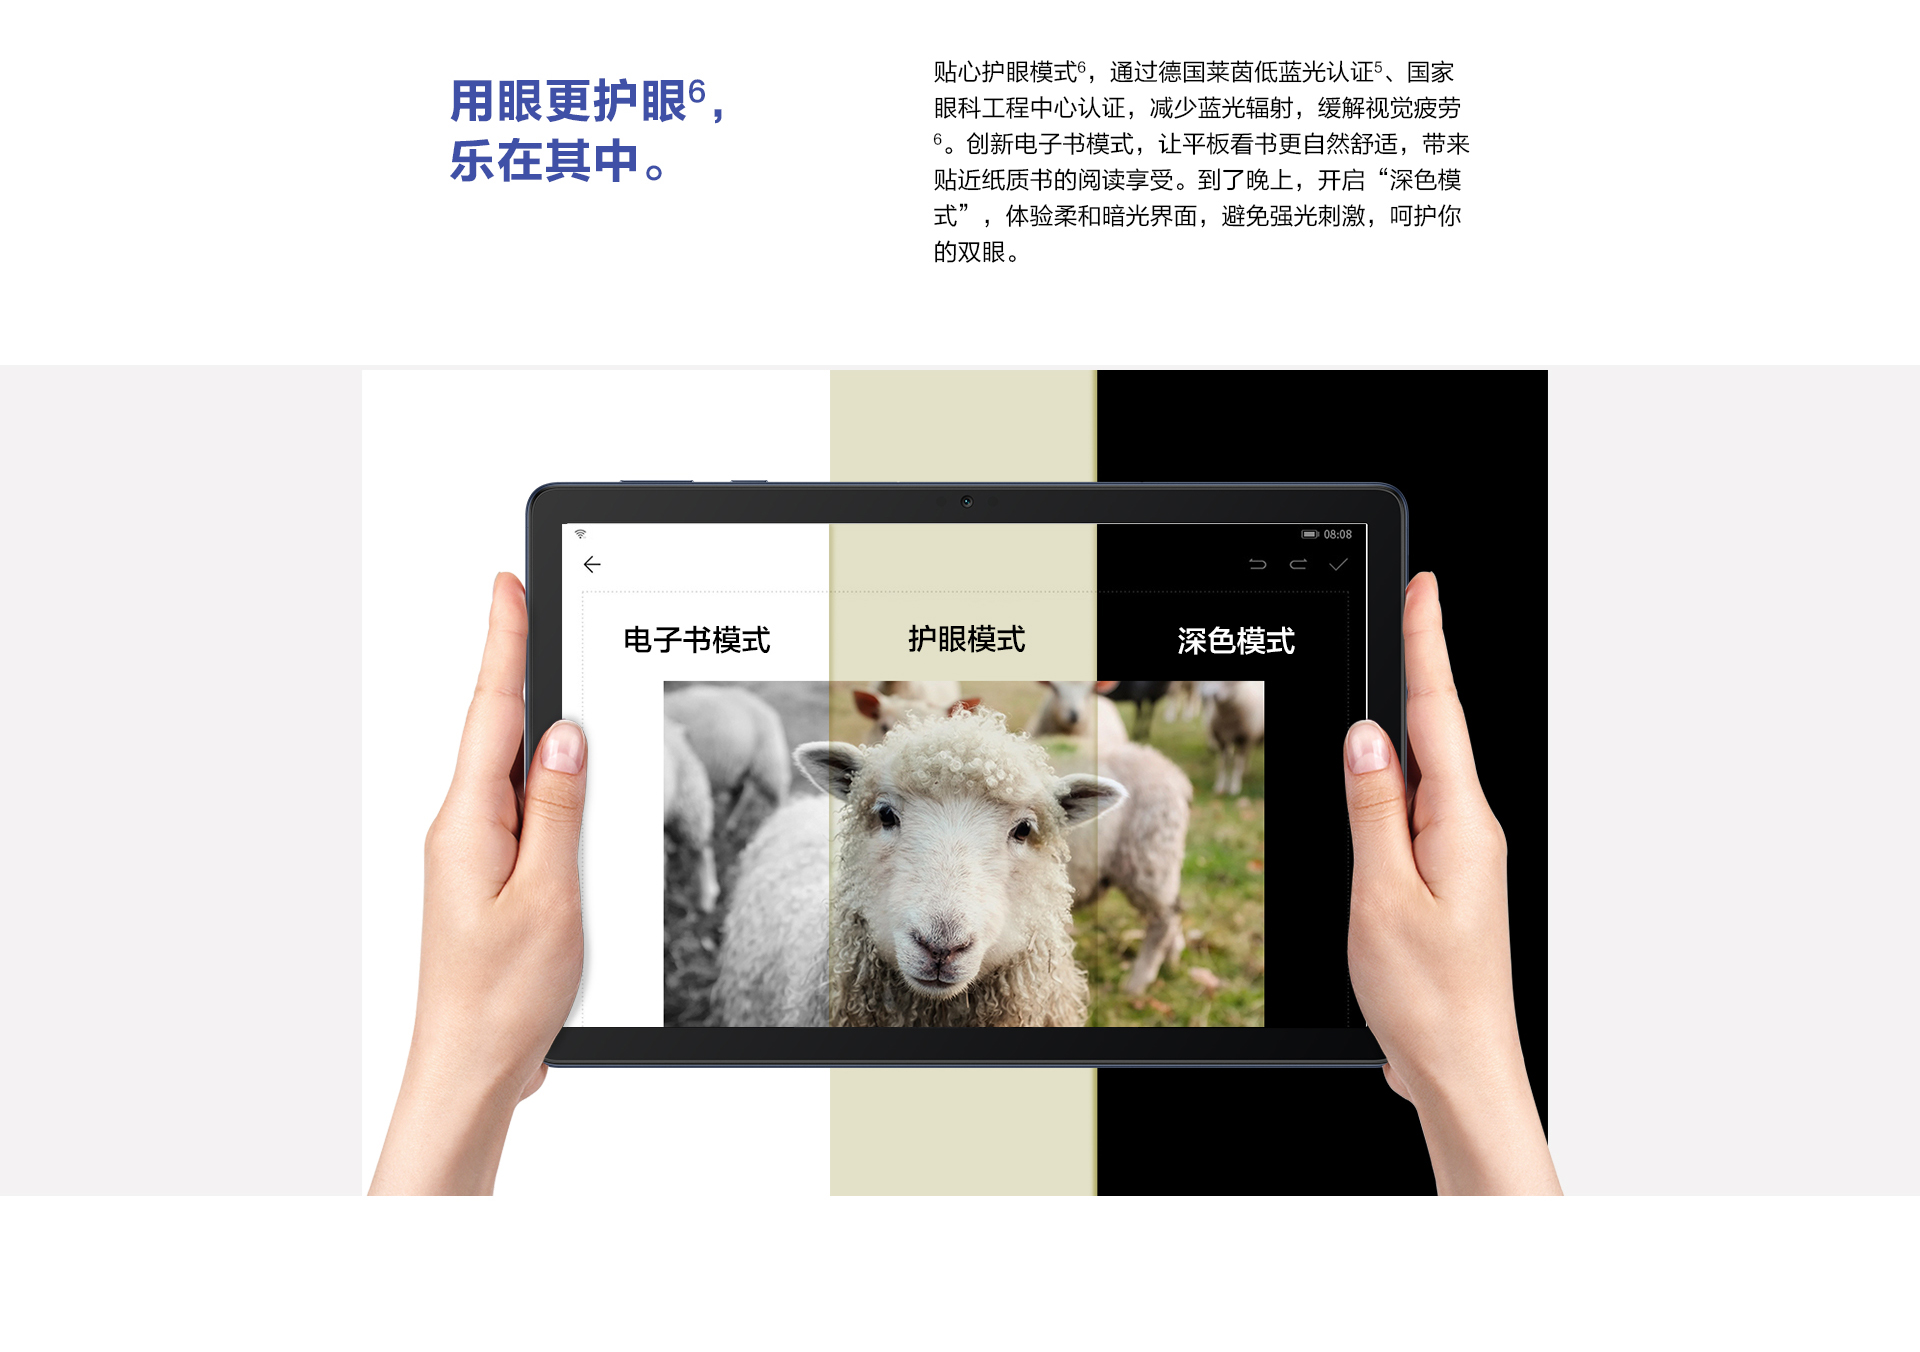 用眼更护眼⁶，
乐在其中。
贴心护眼模式⁶，通过德国莱茵低蓝光认证⁵、国家
眼科工程中心认证，减少蓝光辐射，缓解视觉疲劳
⁶。创新电子书模式，让平板看书更自然舒适，带来
贴近纸质书的阅读享受。到了晚上，开启“深色模
式”，体验柔和暗光界面，避免强光刺激，呵护你
的双眼。
08:08
电子书模式
护眼模式
深色模式